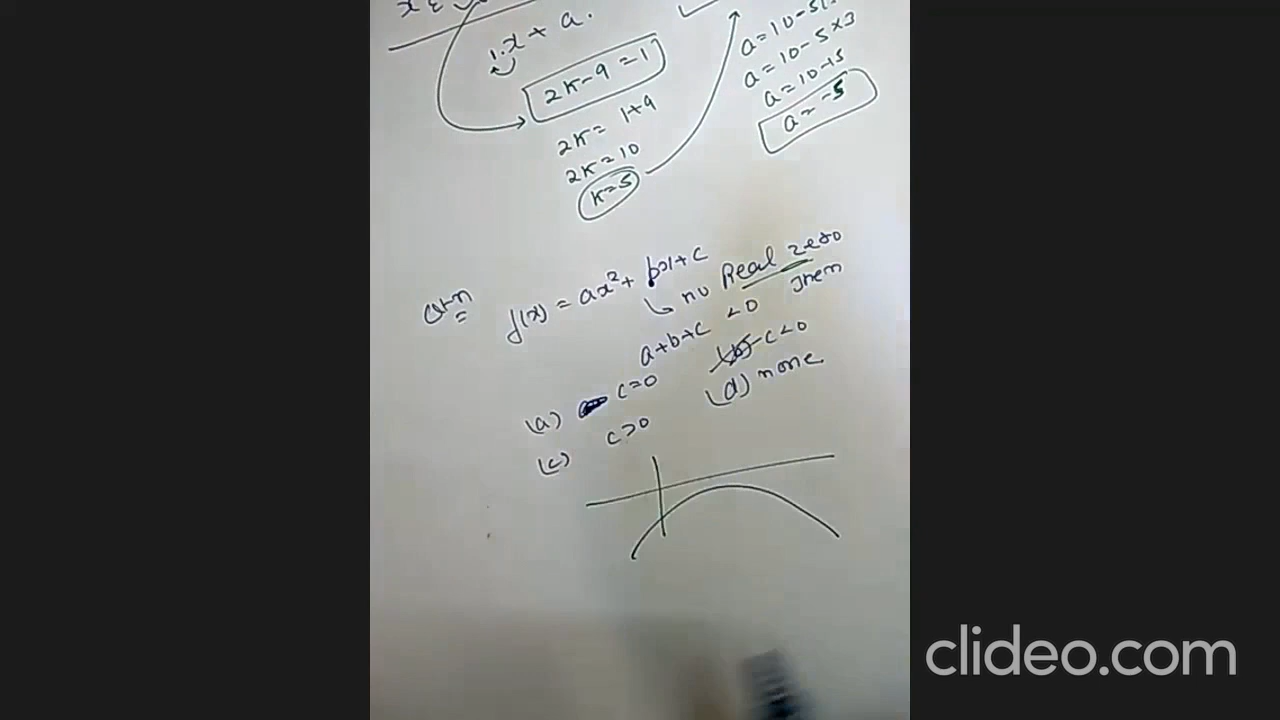 1.x + a.
2K-9 = 1
2K = 1+9
2K = 10
K=5
a = 10-5×3
a = 10-15
a = -5
Qtn
f(x) = ax² + bx + c
no Real zero
a+b+c <0 then
(a) c=0 (b) c<0
(c) c>0 (d) none
clideo.com